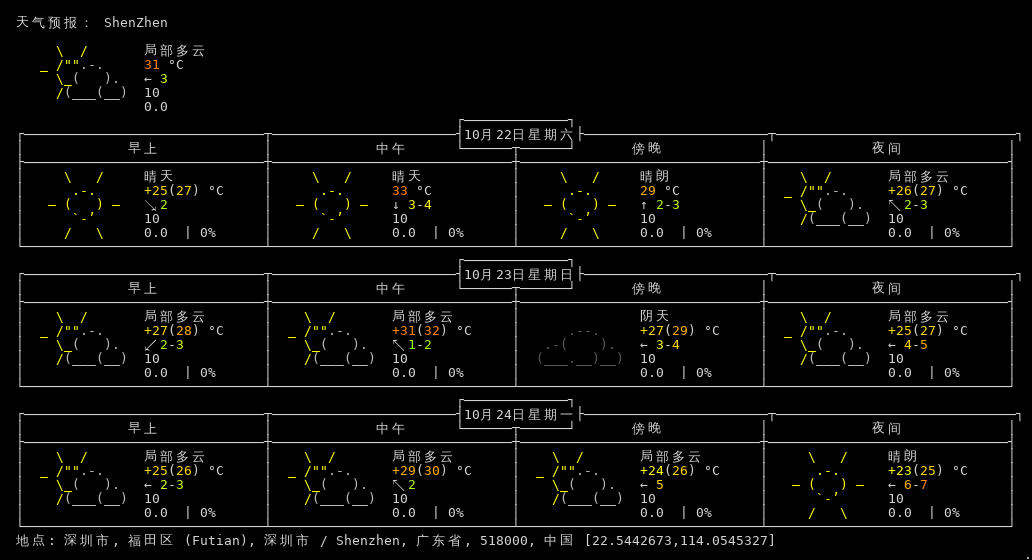 天气预报： ShenZhen
局部多云
31 °C
← 3
10
0.0
10月22日星期六
早上 中午 傍晚 夜间
晴天 晴天 晴朗 局部多云
+25(27) °C 33 °C 29 °C +26(27) °C
↘ 2 ↓ 3-4 ↑ 2-3 ↖ 2-3
10 10 10 10
0.0 | 0% 0.0 | 0% 0.0 | 0% 0.0 | 0%
10月23日星期日
早上 中午 傍晚 夜间
局部多云 局部多云 阴天 局部多云
+27(28) °C +31(32) °C +27(29) °C +25(27) °C
↙ 2-3 ↖ 1-2 ← 3-4 ← 4-5
10 10 10 10
0.0 | 0% 0.0 | 0% 0.0 | 0% 0.0 | 0%
10月24日星期一
早上 中午 傍晚 夜间
局部多云 局部多云 局部多云 晴朗
+25(26) °C +29(30) °C +24(26) °C +23(25) °C
← 2-3 ↖ 2 ← 5 ← 6-7
10 10 10 10
0.0 | 0% 0.0 | 0% 0.0 | 0% 0.0 | 0%
地点: 深圳市, 福田区 (Futian), 深圳市 / Shenzhen, 广东省, 518000, 中国 [22.5442673,114.0545327]